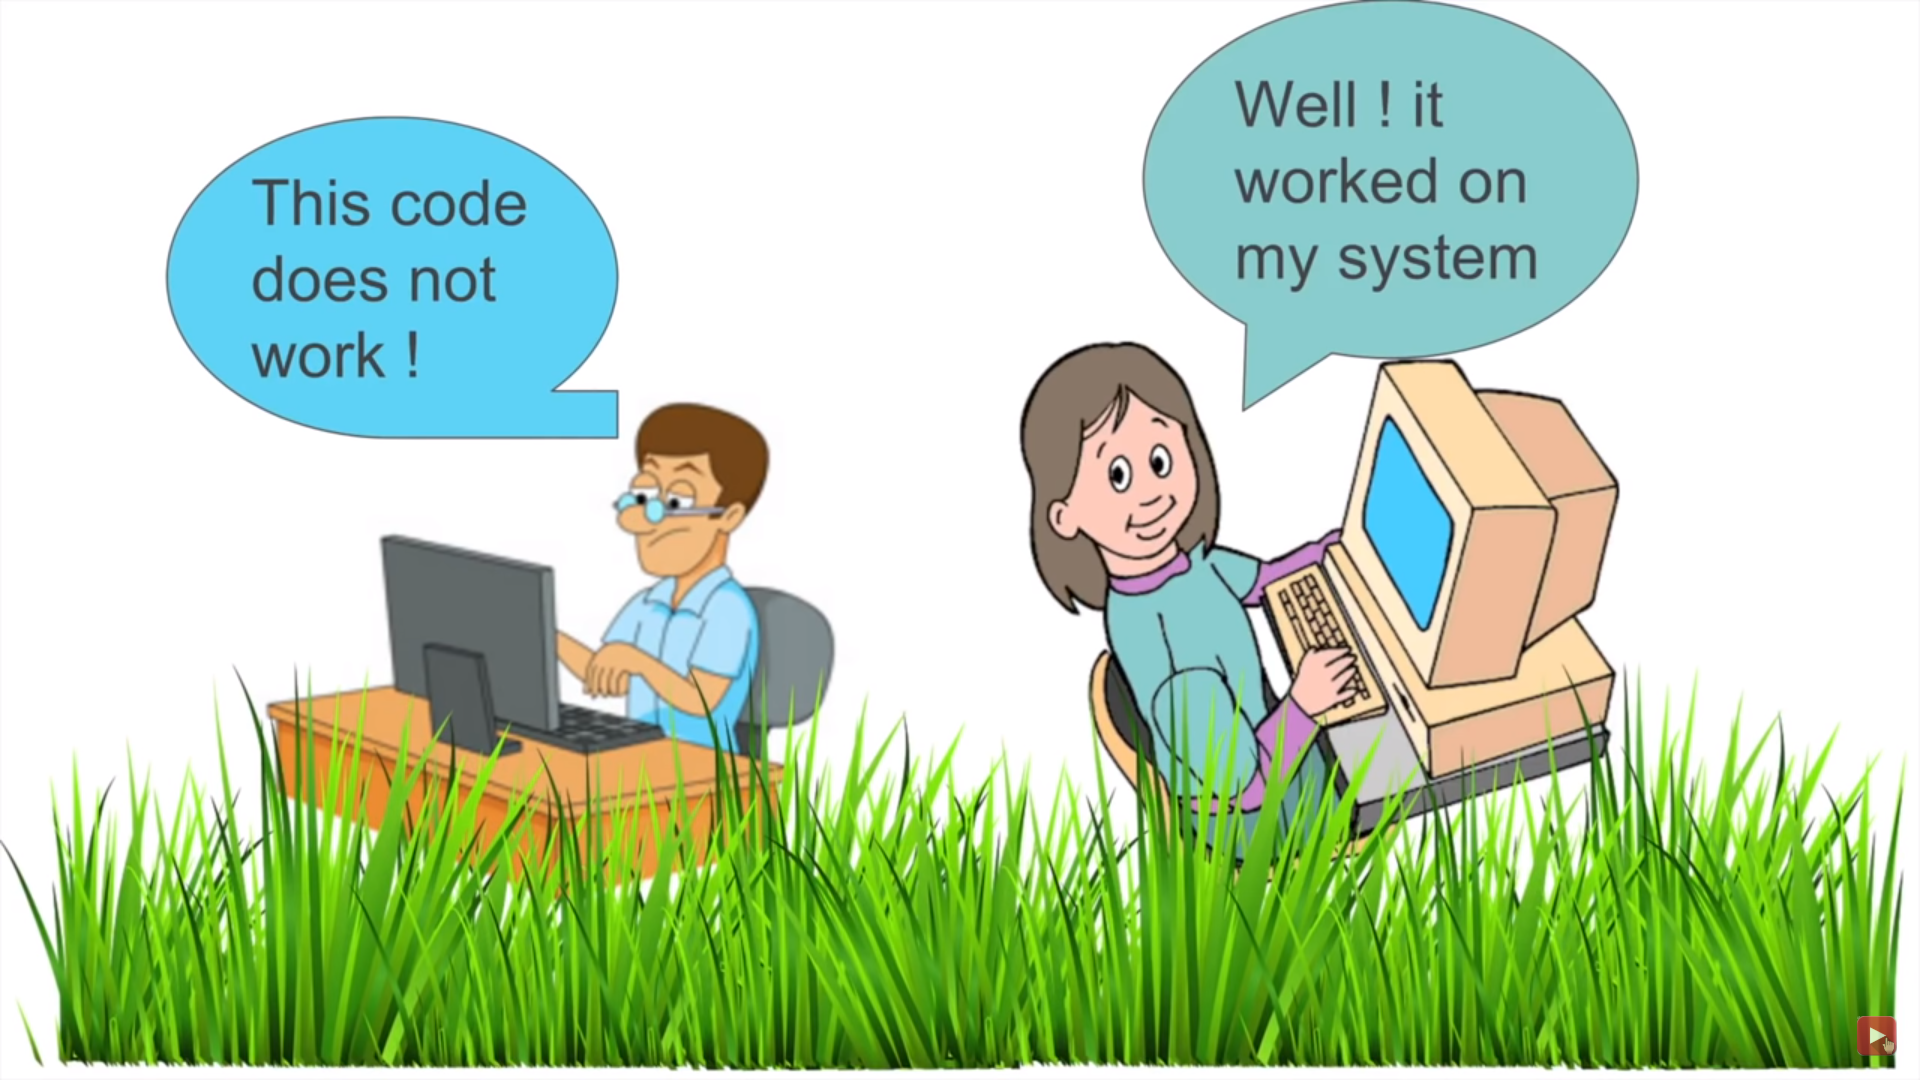 This code
does not
work !
Well ! it
worked on
my system